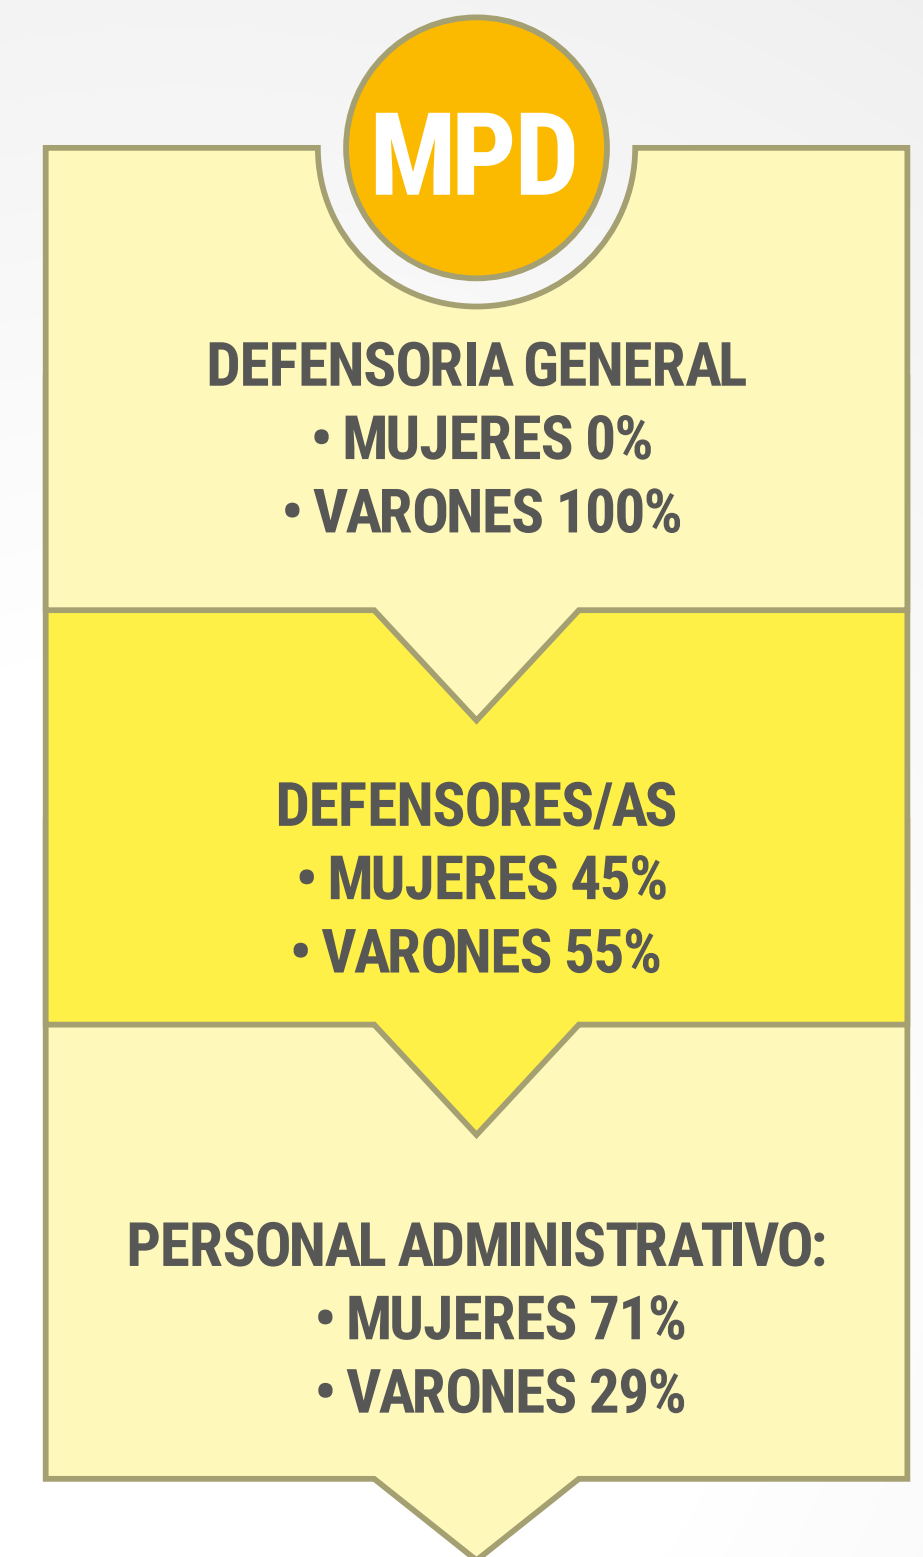 MPD
DEFENSORIA GENERAL
• MUJERES 0%
• VARONES 100%
DEFENSORES/AS
• MUJERES 45%
• VARONES 55%
PERSONAL ADMINISTRATIVO:
• MUJERES 71%
• VARONES 29%